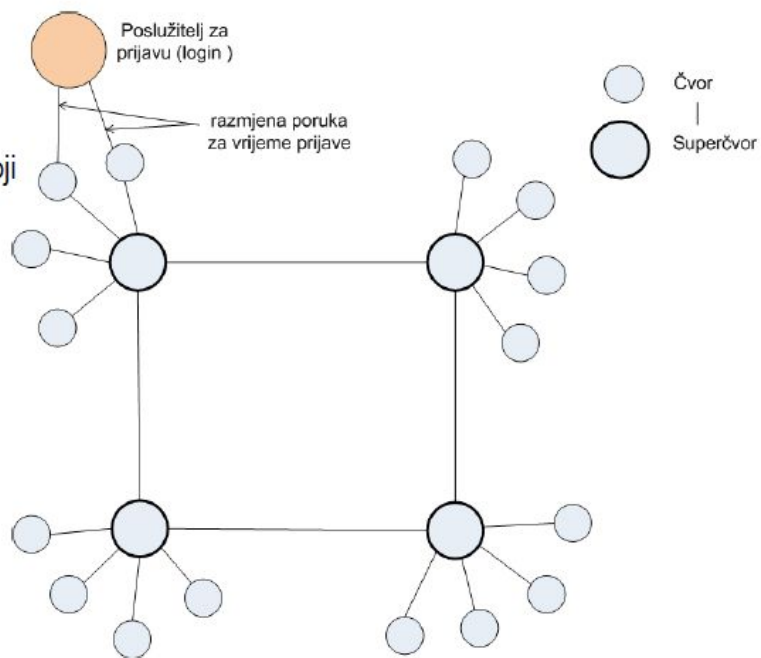 Poslužitelj za
prijavu (login )
razmjena poruka
za vrijeme prijave
Čvor
Superčvor